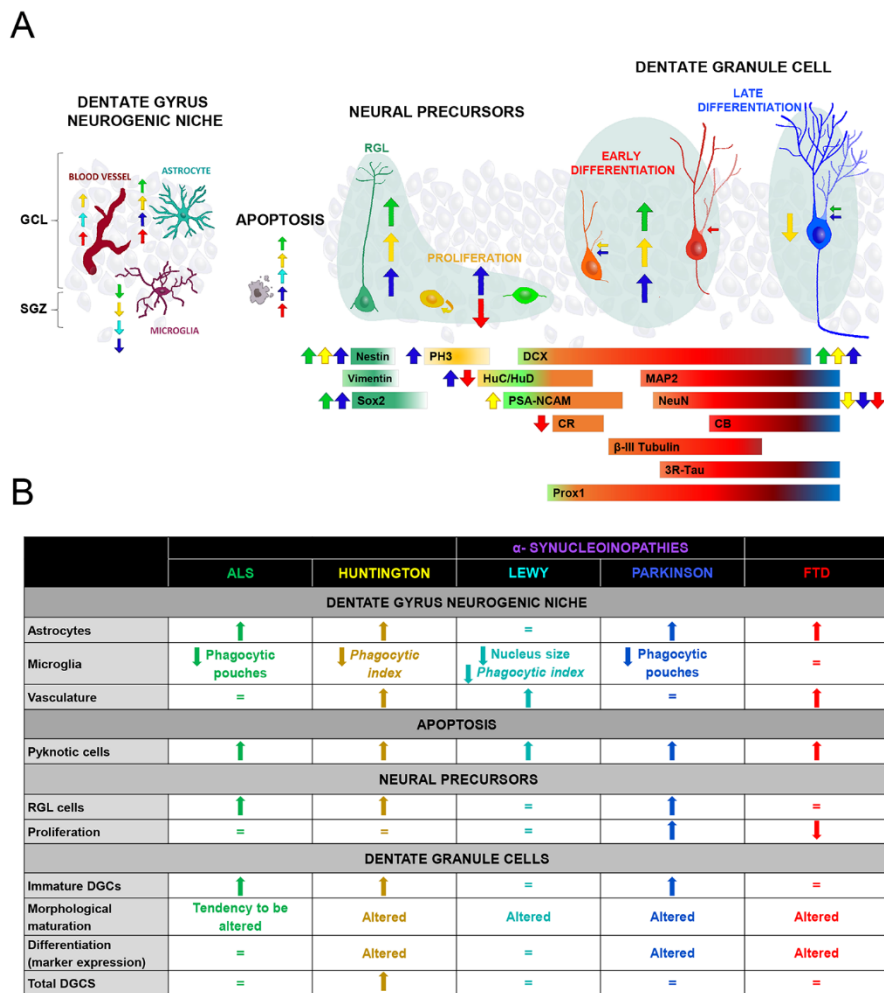 A
DENTATE GRANULE CELL
DENTATE GYRUS
NEUROGENIC NICHE
NEURAL PRECURSORS
LATE
DIFFERENTIATION
RGL
BLOOD VESSEL
ASTROCYTE
EARLY
DIFFERENTIATION
GCL
APOPTOSIS
PROLIFERATION
SGZ
MICROGLIA
Nestin
PH3
DCX
Vimentin
HuC/HuD
MAP2
Sox2
PSA-NCAM
NeuN
CR
CB
β-III Tubulin
3R-Tau
Prox1
B
α- SYNUCLEOINOPATHIES
ALS HUNTINGTON LEWY PARKINSON FTD
DENTATE GYRUS NEUROGENIC NICHE
Astrocytes ↑ ↑ = ↑ ↑
Microglia ↓ Phagocytic pouches ↓ Phagocytic index ↓ Nucleus size ↓ Phagocytic index ↓ Phagocytic pouches =
Vasculature = ↑ ↑ = ↑
APOPTOSIS
Pyknotic cells ↑ ↑ ↑ ↑ ↑
NEURAL PRECURSORS
RGL cells ↑ ↑ = ↑ =
Proliferation = = = ↑ ↓
DENTATE GRANULE CELLS
Immature DGCs ↑ ↑ = ↑ =
Morphological maturation Tendency to be altered Altered Altered Altered Altered
Differentiation (marker expression) = Altered = Altered Altered
Total DGCS = ↑ = = =